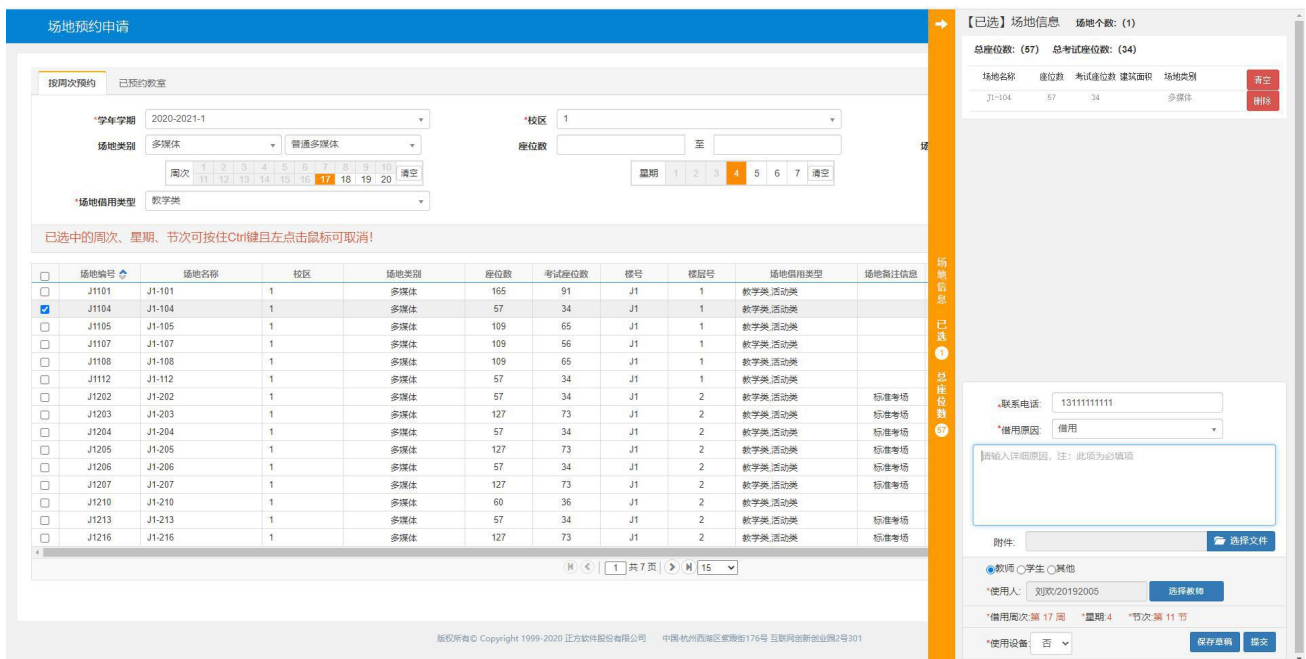 场地预约申请
按周次预约 已预约教室
*学年学期 2020-2021-1 *校区 1
场地类别 多媒体 普通多媒体 座位数 至 场
周次 1 2 3 4 5 6 7 8 9 10 清空
11 12 13 14 15 16 17 18 19 20
星期 1 2 3 4 5 6 7 清空
*场地借用类型 教学类
已选中的周次、星期、节次可按住Ctrl键且左点击鼠标可取消!
场地编号 场地名称 校区 场地类别 座位数 考试座位数 楼号 楼层号 场地借用类型 场地备注信息
J1101 J1-101 1 多媒体 165 91 J1 1 教学类,活动类
J1104 J1-104 1 多媒体 57 34 J1 1 教学类,活动类
J1105 J1-105 1 多媒体 109 65 J1 1 教学类,活动类
J1107 J1-107 1 多媒体 109 56 J1 1 教学类,活动类
J1108 J1-108 1 多媒体 109 65 J1 1 教学类,活动类
J1112 J1-112 1 多媒体 57 34 J1 1 教学类,活动类
J1202 J1-202 1 多媒体 57 34 J1 2 教学类,活动类 标准考场
J1203 J1-203 1 多媒体 127 73 J1 2 教学类,活动类 标准考场
J1204 J1-204 1 多媒体 57 34 J1 2 教学类,活动类 标准考场
J1205 J1-205 1 多媒体 127 73 J1 2 教学类,活动类 标准考场
J1206 J1-206 1 多媒体 57 34 J1 2 教学类,活动类 标准考场
J1207 J1-207 1 多媒体 127 73 J1 2 教学类,活动类 标准考场
J1210 J1-210 1 多媒体 60 36 J1 2 教学类,活动类
J1213 J1-213 1 多媒体 57 34 J1 2 教学类,活动类 标准考场
J1216 J1-216 1 多媒体 127 73 J1 2 教学类,活动类 标准考场
1 共7页 15
版权所有© Copyright 1999-2020 正方软件股份有限公司 中国·杭州西湖区紫霞街176号 互联网创新创业园2号301
场地信息 已选 1 总座位数 57
【已选】场地信息 场地个数:(1)
总座位数:(57) 总考试座位数:(34)
场地名称 座位数 考试座位数 建筑面积 场地类别 清空
J1-104 57 34 多媒体 删除
*联系电话: 13111111111
*借用原因: 借用
请输入详细原因,注:此项为必填项
附件: 选择文件
教师 学生 其他
*使用人: 刘欢/20192005 选择教师
*借用周次:第 17 周 *星期:4 *节次:第 11 节
*使用设备: 否 保存草稿 提交